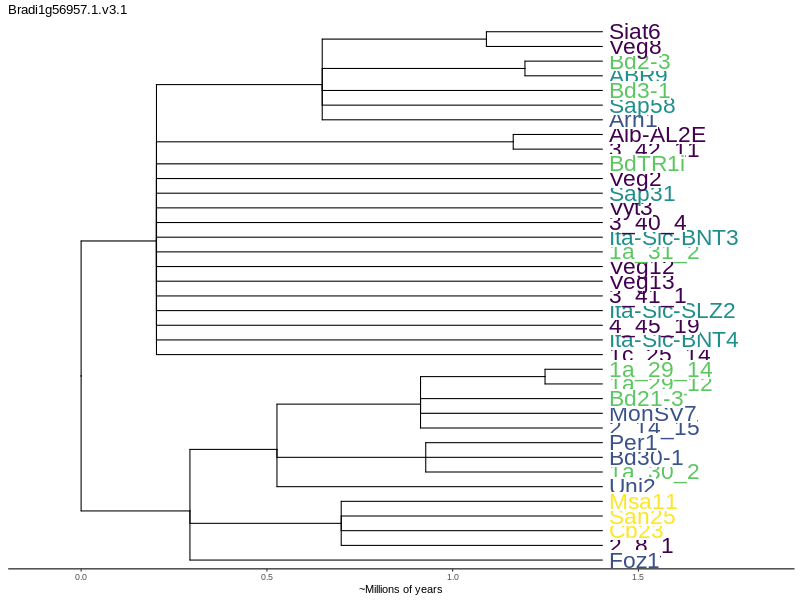 Bradi1g56957.1.v3.1
Siat6
Veg8
Bd2-3
ABR9
Bd3-1
Sap58
Arn1
Alb-AL2E
3_42_11
BdTR1i
Veg2
Sap31
Vyt3
3_40_4
Ita-Sic-BNT3
1a_31_2
Veg12
Veg13
3_41_1
Ita-Sic-SLZ2
4_45_19
Ita-Sic-BNT4
1c_25_14
1a_29_14
1a_29_12
Bd21-3
MonSV7
2_14_15
Per1
Bd30-1
1a_30_2
Uni2
Msa11
San25
Cb23
2_8_1
Foz1
0.0 0.5 1.0 1.5
~Millions of years